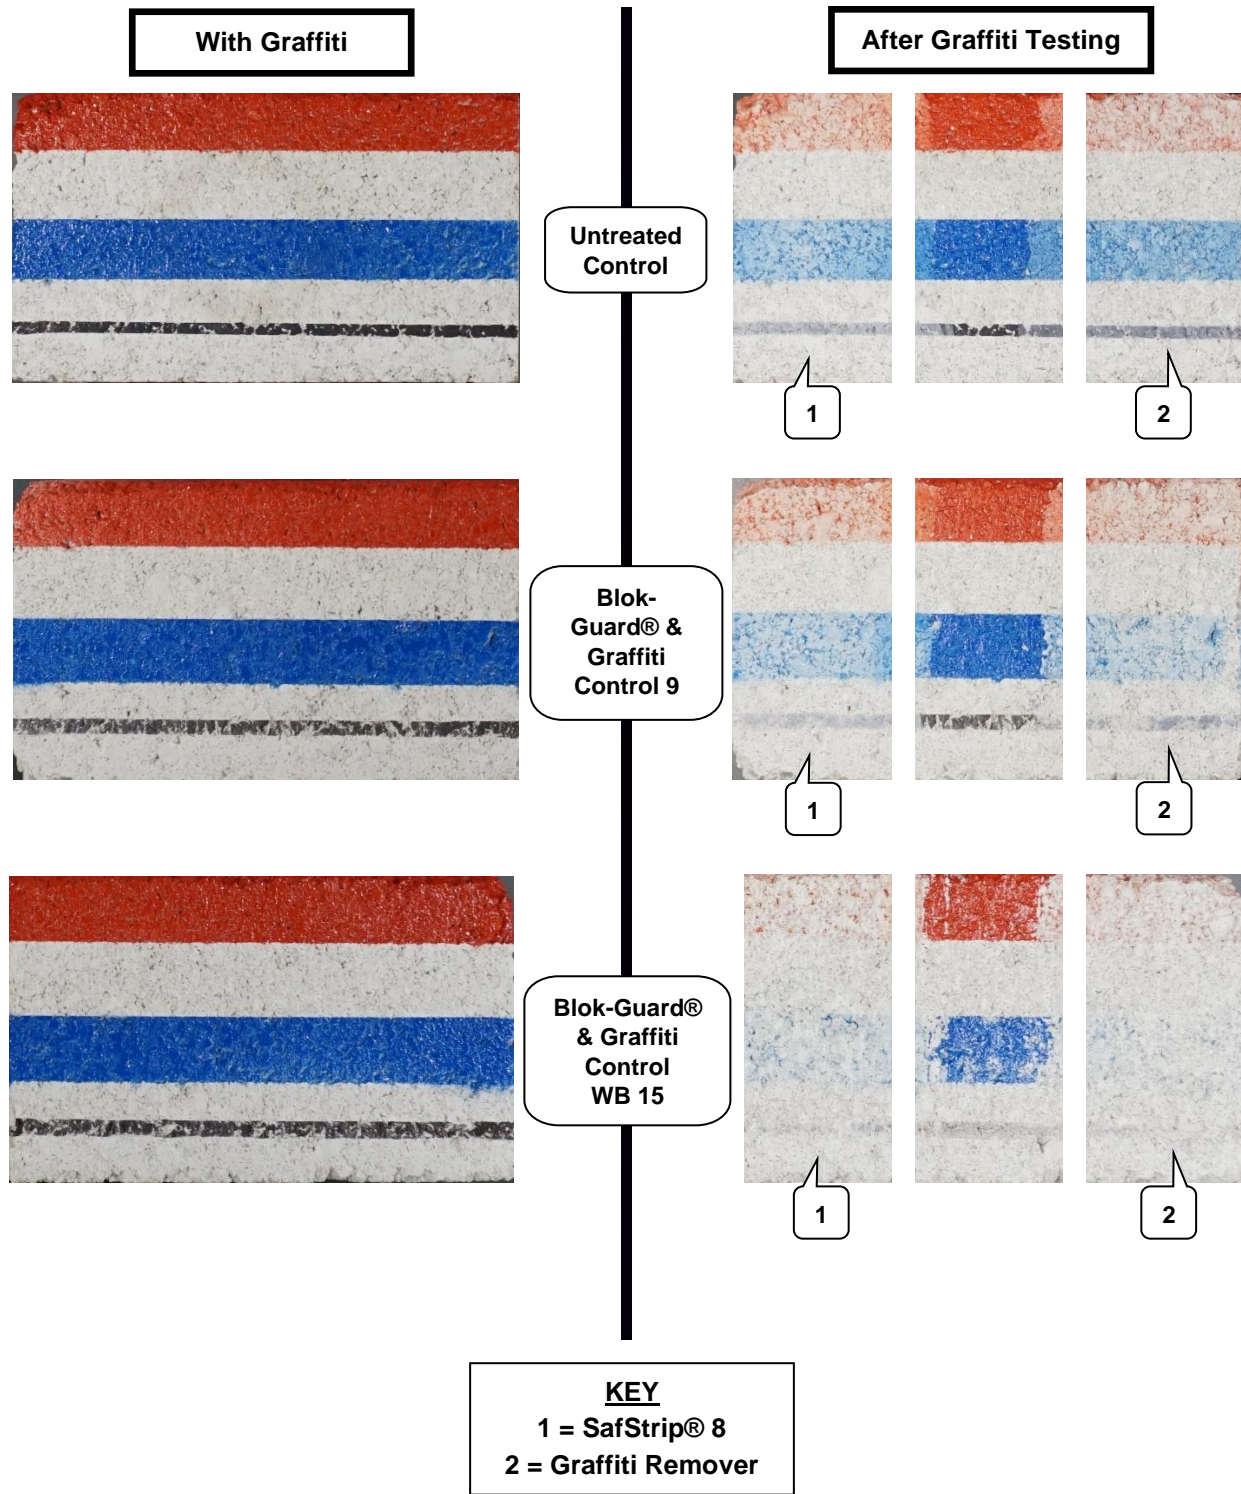 With Graffiti
After Graffiti Testing
Untreated
Control
1
2
Blok-
Guard® &
Graffiti
Control 9
1
2
Blok-Guard®
& Graffiti
Control
WB 15
1
2
KEY
1 = SafStrip® 8
2 = Graffiti Remover